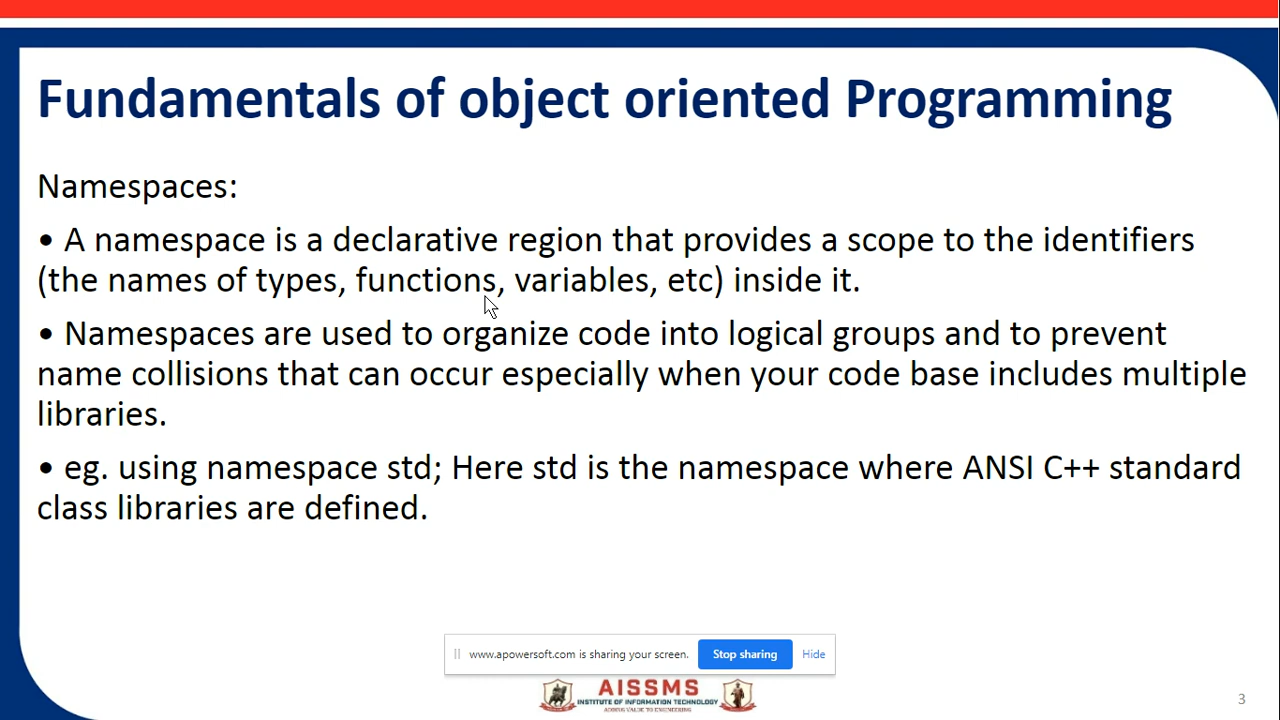 Fundamentals of object oriented Programming
Namespaces:
• A namespace is a declarative region that provides a scope to the identifiers
(the names of types, functions, variables, etc) inside it.
• Namespaces are used to organize code into logical groups and to prevent
name collisions that can occur especially when your code base includes multiple
libraries.
• eg. using namespace std; Here std is the namespace where ANSI C++ standard
class libraries are defined.
www.apowersoft.com is sharing your screen. Stop sharing Hide
AISSMS
INSTITUTE OF INFORMATION TECHNOLOGY
ADDING VALUE TO ENGINEERING
3